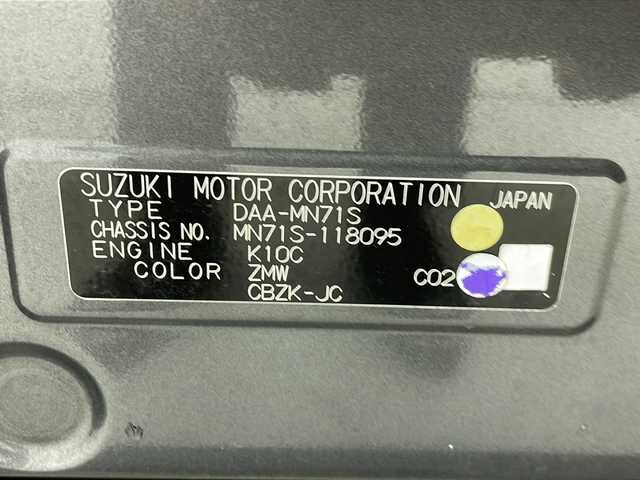 SUZUKI MOTOR CORPORATION JAPAN
TYPE DAA-MN71S
CHASSIS NO. MN71S-118095
ENGINE K10C
COLOR ZMW C02
CBZK-JC